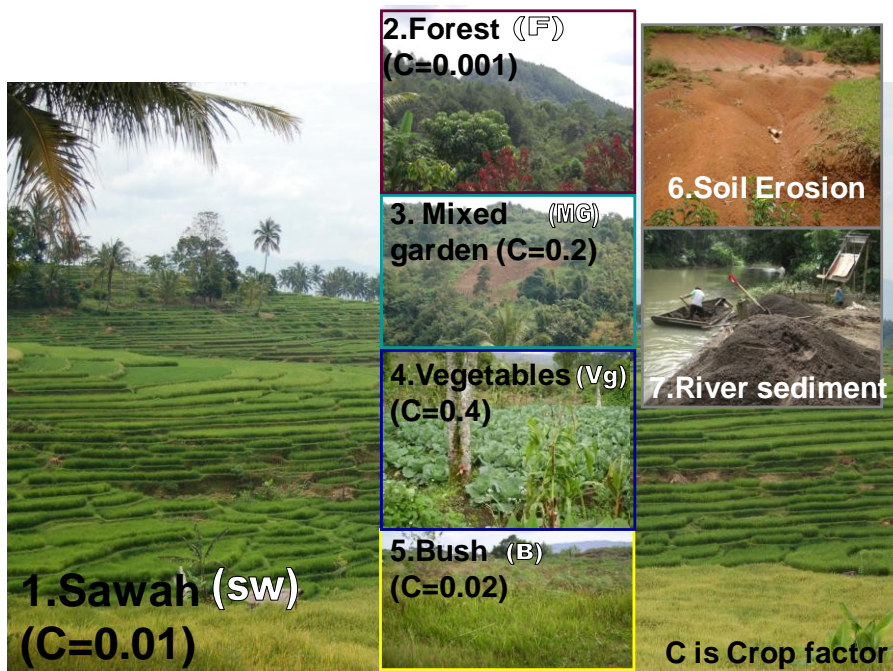 1.Sawah (sw)
(C=0.01)
2.Forest (F)
(C=0.001)
3. Mixed (MG)
garden (C=0.2)
4.Vegetables (Vg)
(C=0.4)
5.Bush (B)
(C=0.02)
6.Soil Erosion
7.River sediment
C is Crop factor